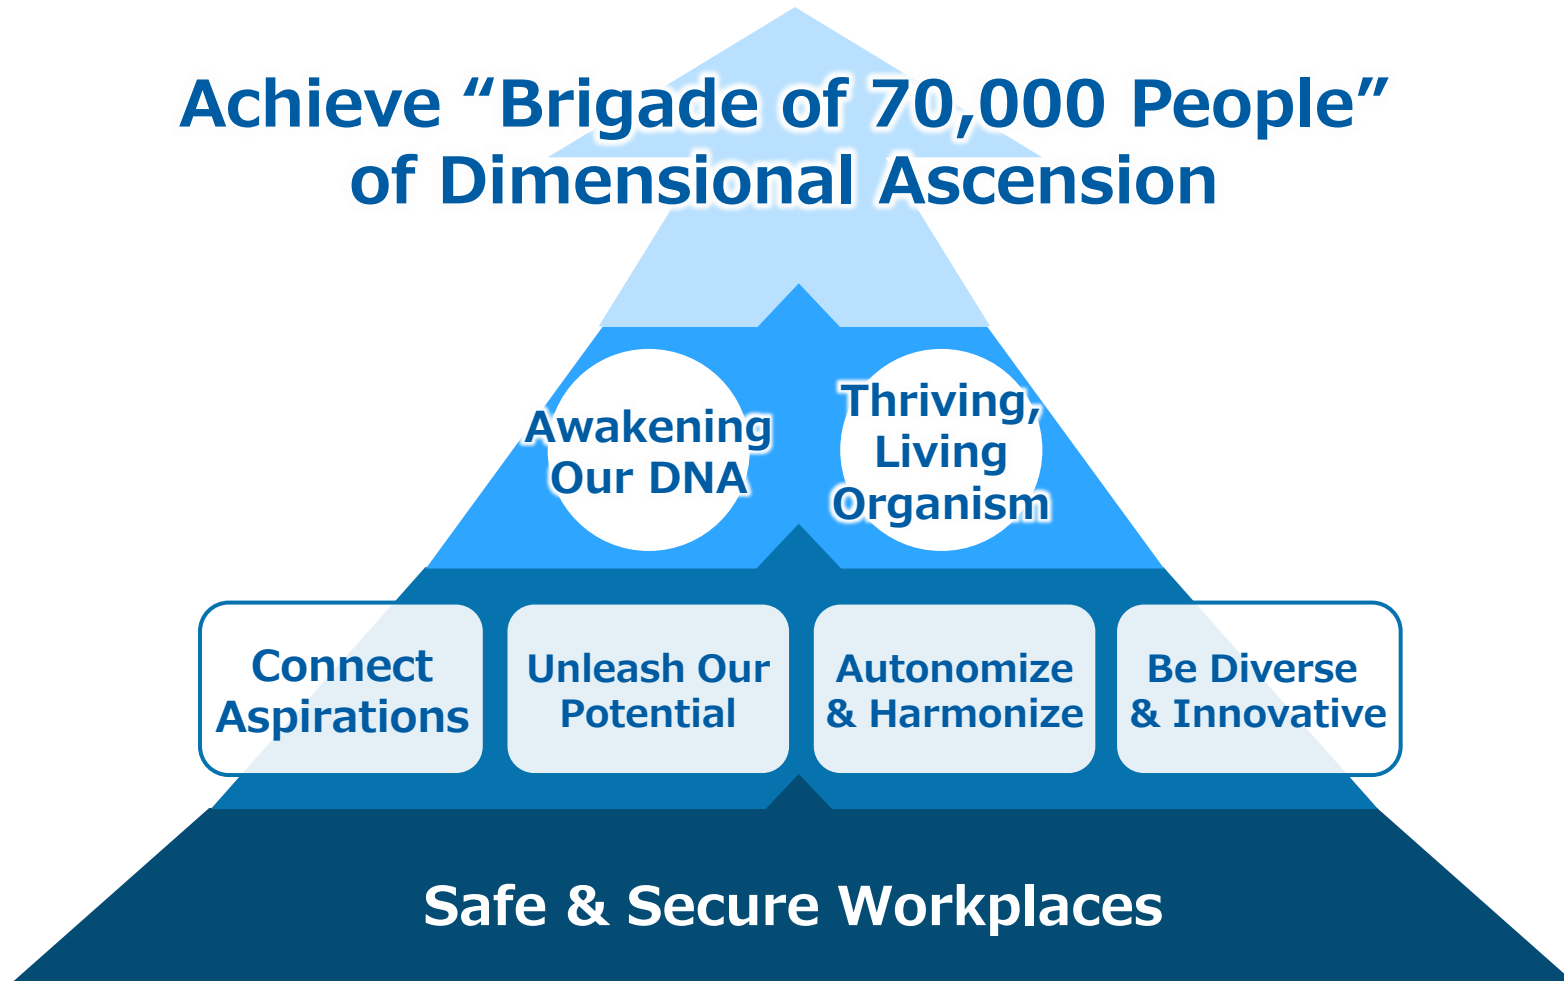 Achieve “Brigade of 70,000 People”
of Dimensional Ascension
Awakening
Our DNA
Thriving,
Living
Organism
Connect
Aspirations
Unleash Our
Potential
Autonomize
& Harmonize
Be Diverse
& Innovative
Safe & Secure Workplaces